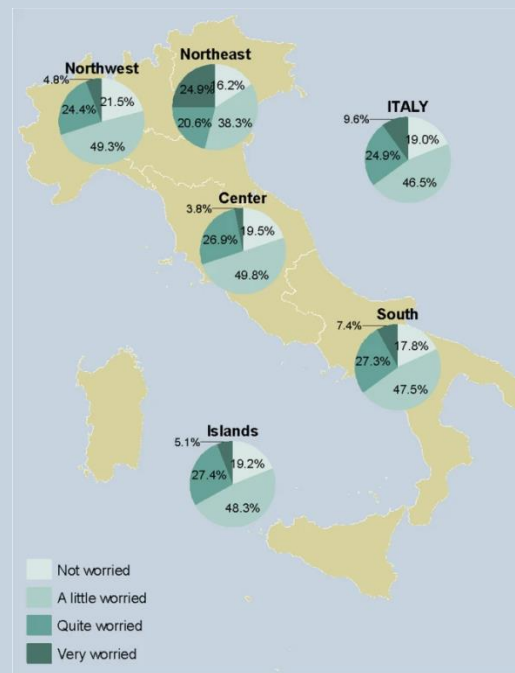 Northwest
4.8%
21.5%
24.4%
49.3%
Northeast
24.9%
16.2%
20.6%
38.3%
ITALY
9.6%
19.0%
24.9%
46.5%
Center
3.8%
19.5%
26.9%
49.8%
South
7.4%
17.8%
27.3%
47.5%
Islands
5.1%
19.2%
27.4%
48.3%
Not worried
A little worried
Quite worried
Very worried